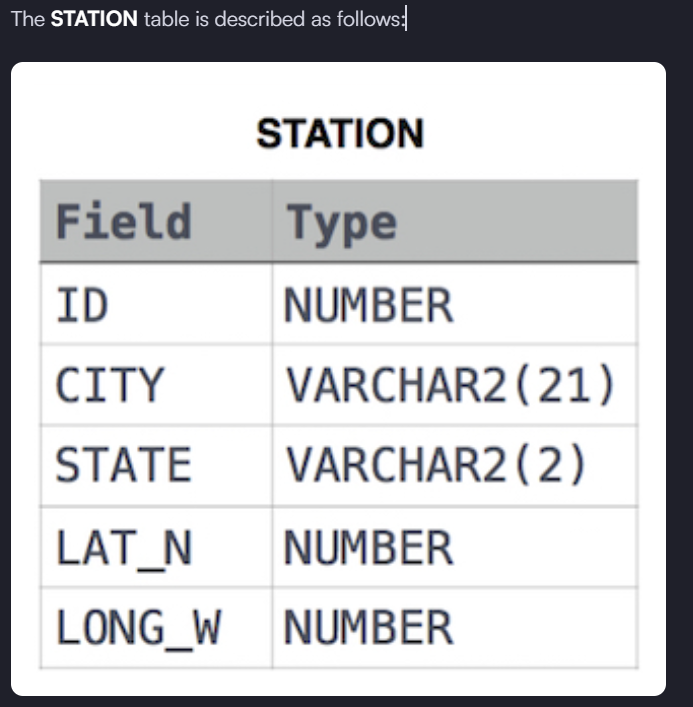 The STATION table is described as follows:
STATION
Field Type
ID NUMBER
CITY VARCHAR2(21)
STATE VARCHAR2(2)
LAT_N NUMBER
LONG_W NUMBER